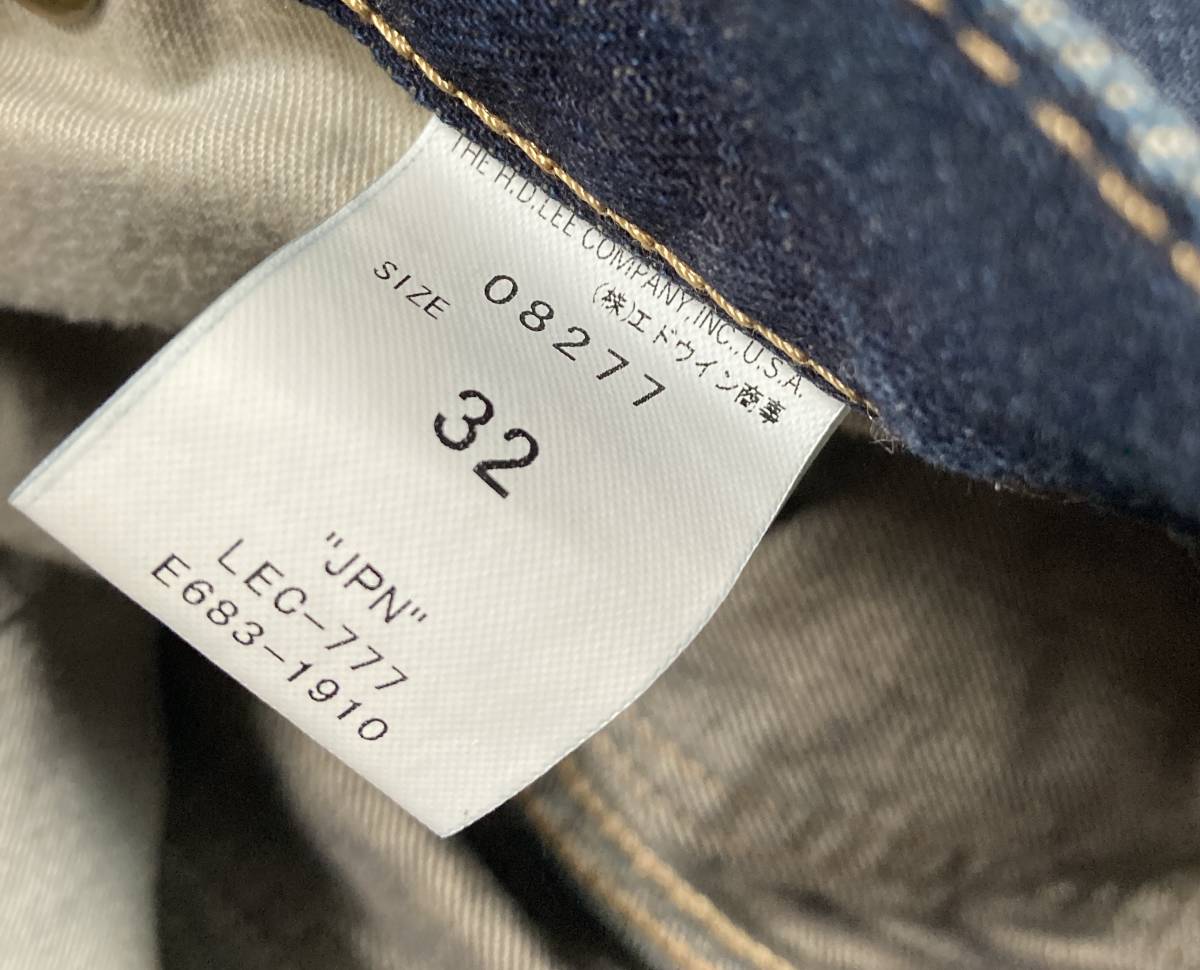 THE H.D.LEE COMPANY, INC., U.S.A.
(株)エドウイン商事
08277
SIZE
32
"JPN"
LEC-777
E683-1910